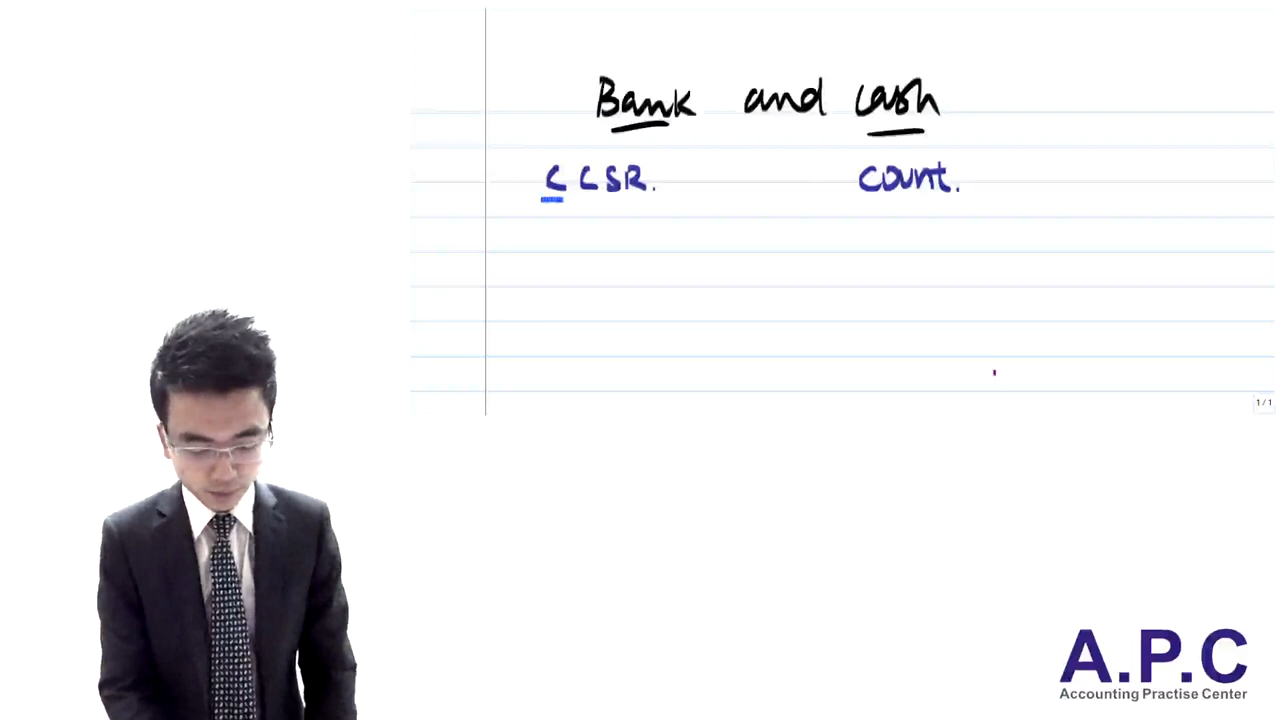 Bank and cash
CCSR. count.
1/1
A.P.C
Accounting Practise Center